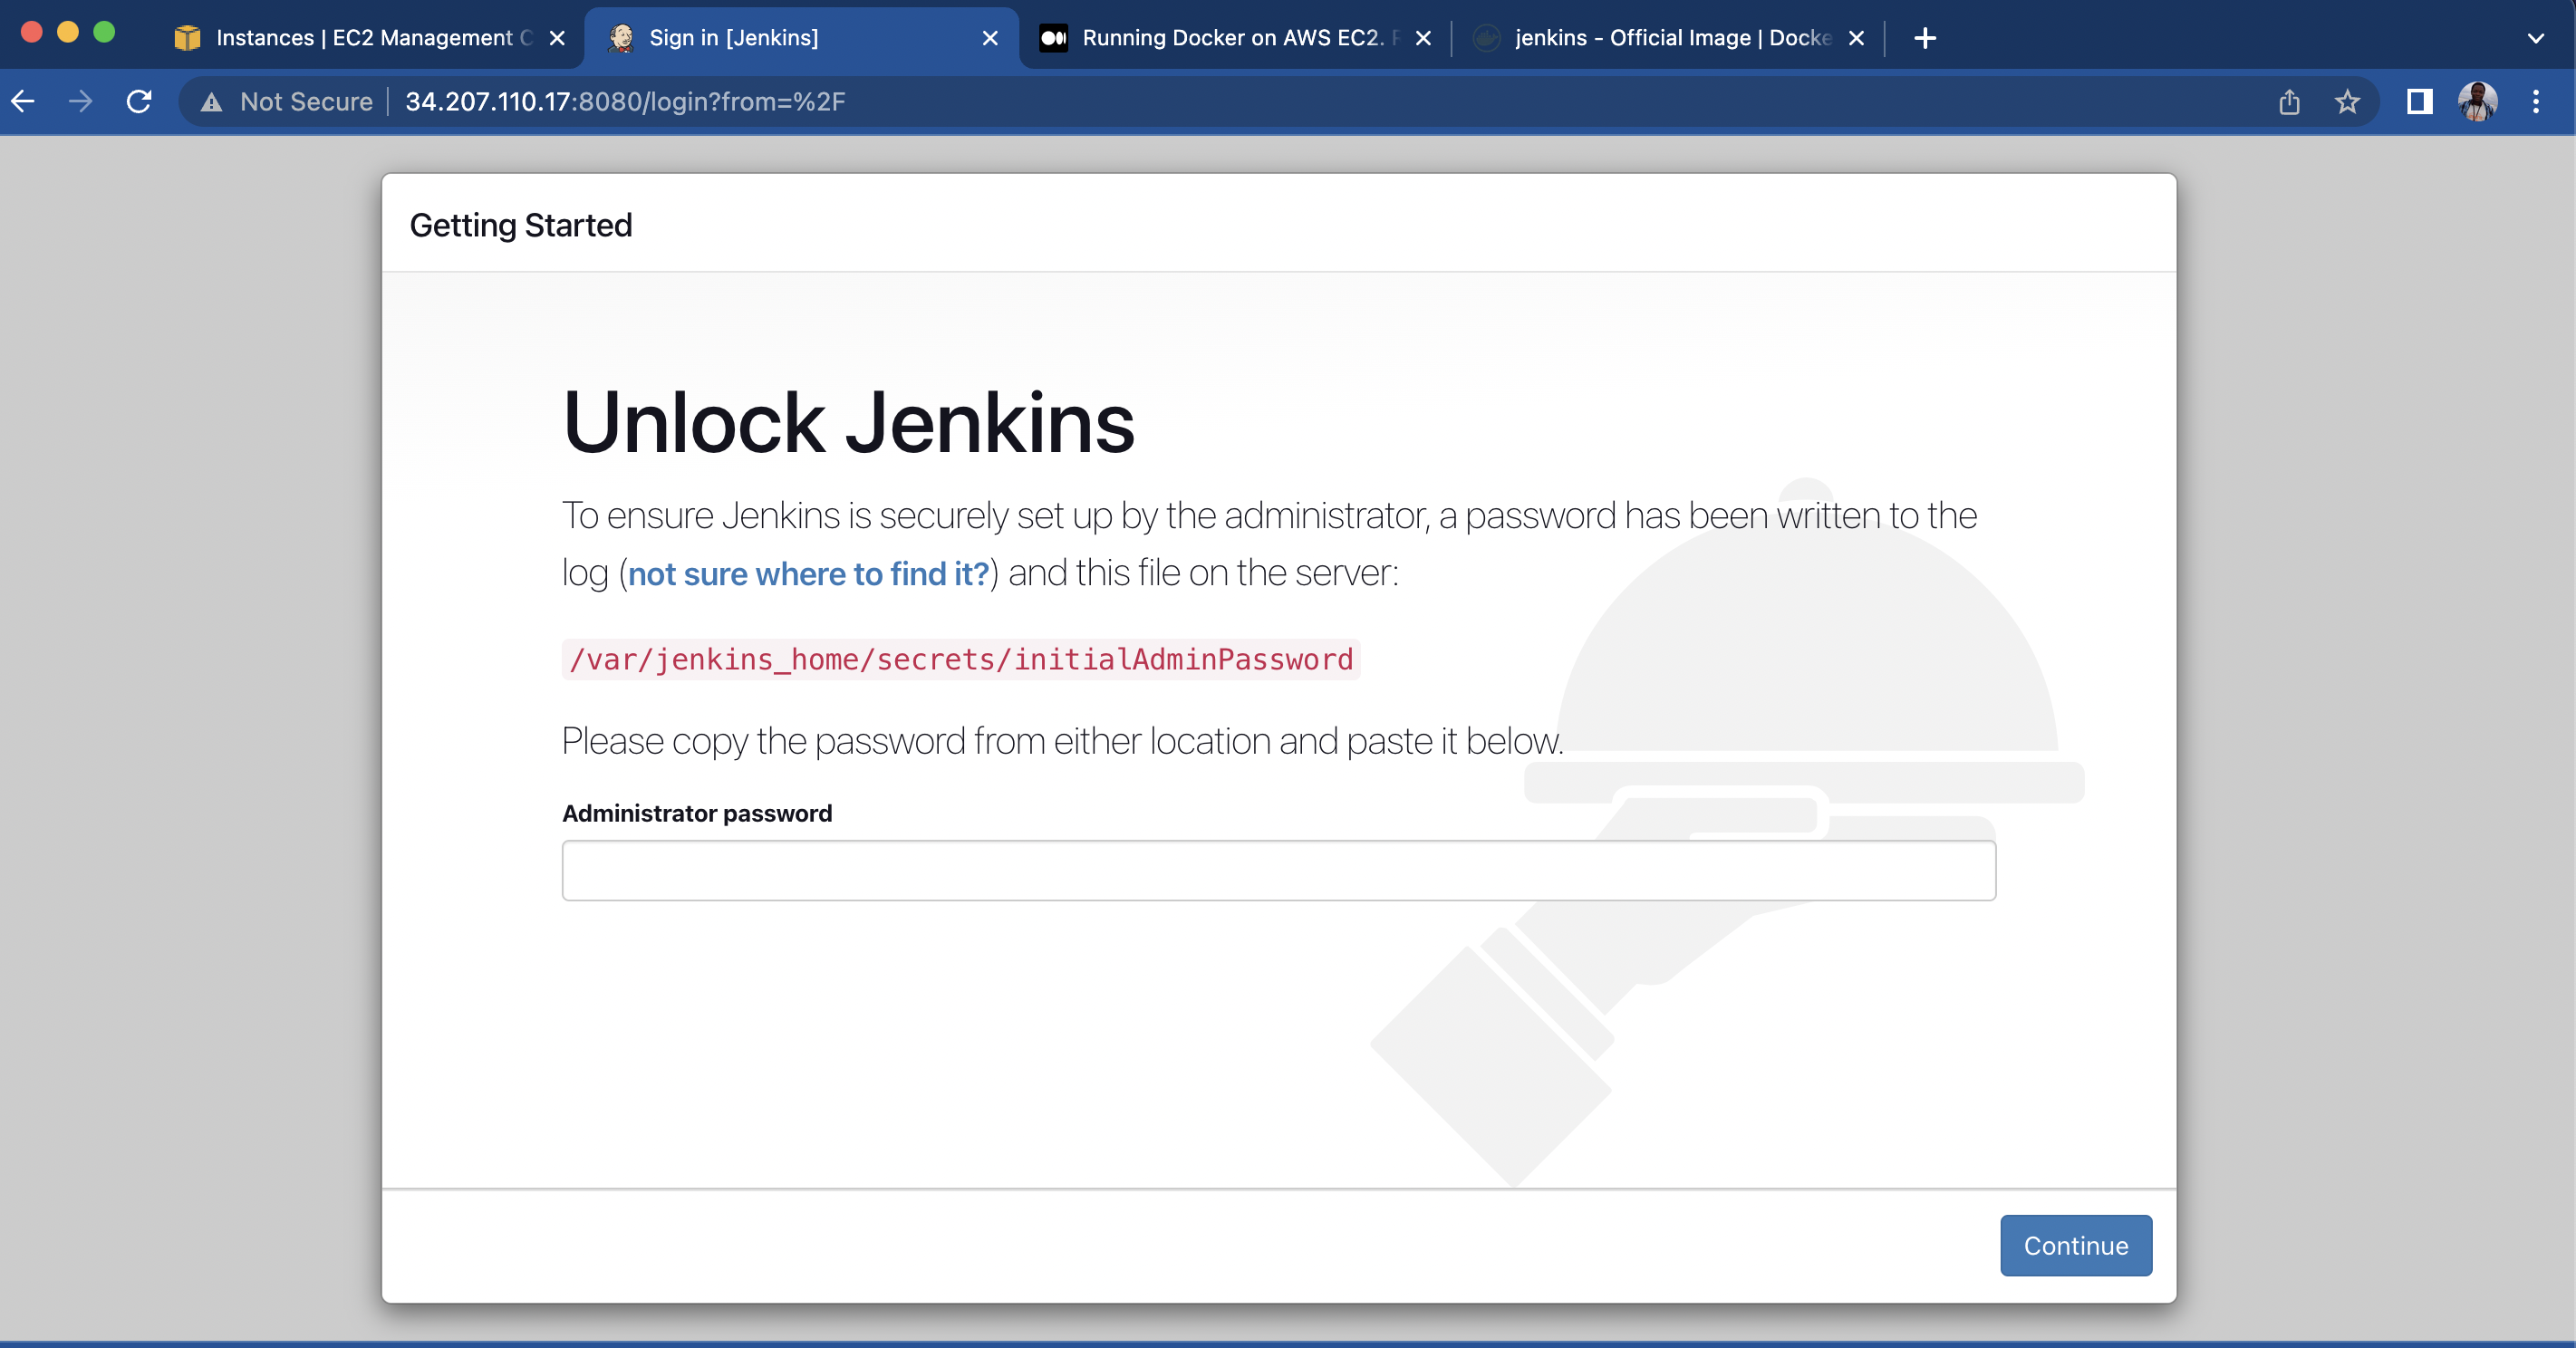 Instances | EC2 Management C
Sign in [Jenkins]
Running Docker on AWS EC2.
jenkins - Official Image | Docke
Not Secure
34.207.110.17:8080/login?from=%2F
Getting Started
Unlock Jenkins
To ensure Jenkins is securely set up by the administrator, a password has been written to the
log (not sure where to find it?) and this file on the server:
/var/jenkins_home/secrets/initialAdminPassword
Please copy the password from either location and paste it below.
Administrator password
Continue